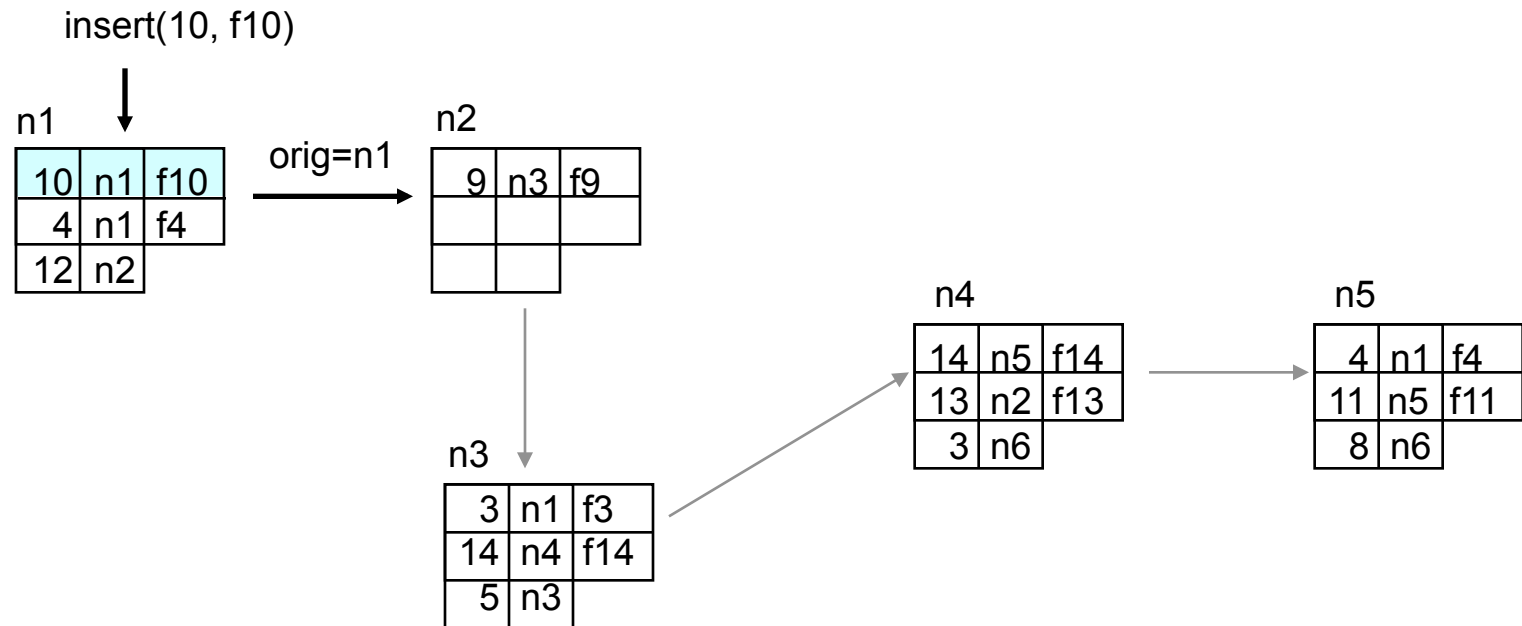 insert(10, f10)
n1
10 n1 f10
4 n1 f4
12 n2
orig=n1
n2
9 n3 f9
n3
3 n1 f3
14 n4 f14
5 n3
n4
14 n5 f14
13 n2 f13
3 n6
n5
4 n1 f4
11 n5 f11
8 n6